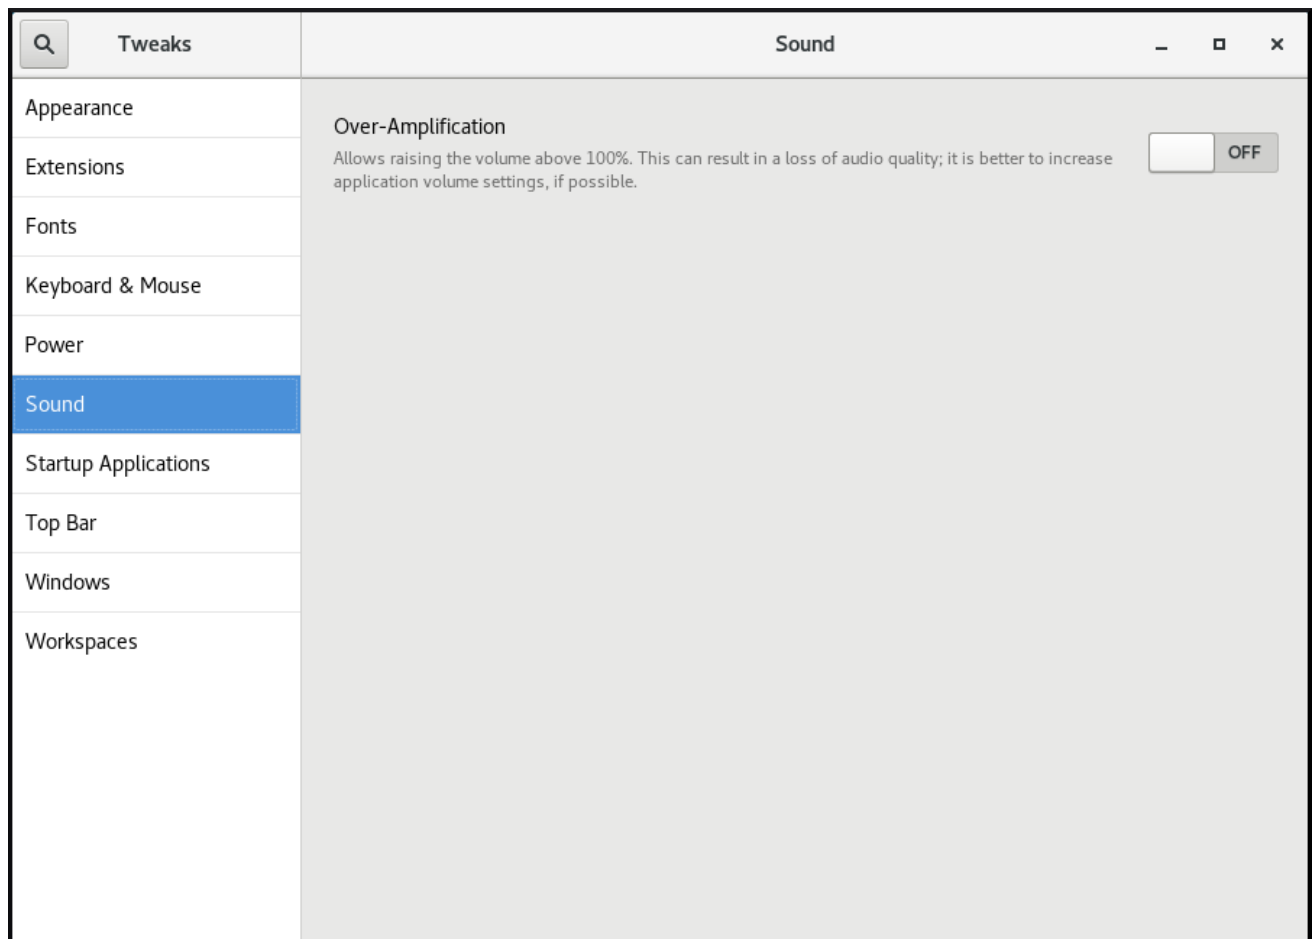 Tweaks
Sound
Appearance
Extensions
Fonts
Keyboard & Mouse
Power
Sound
Startup Applications
Top Bar
Windows
Workspaces
Over-Amplification
Allows raising the volume above 100%. This can result in a loss of audio quality; it is better to increase
application volume settings, if possible.
OFF